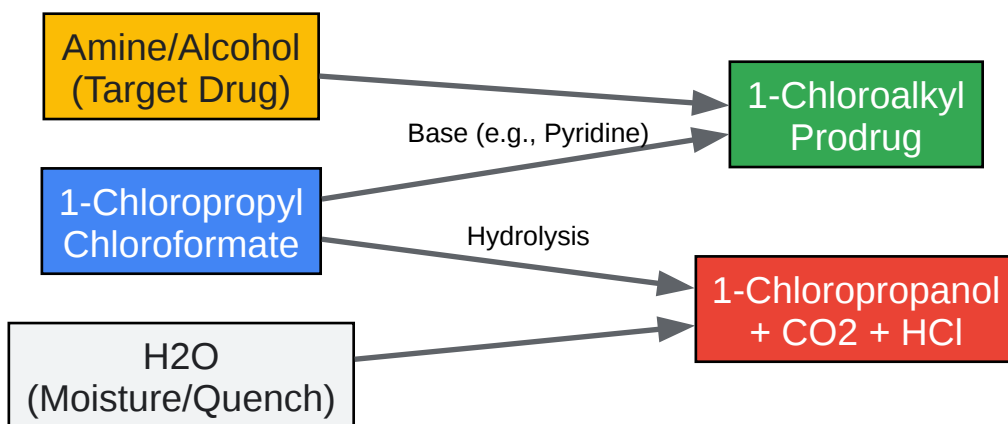 Amine/Alcohol
(Target Drug)
1-Chloroalkyl
Prodrug
Base (e.g., Pyridine)
1-Chloropropyl
Chloroformate
Hydrolysis
1-Chloropropanol
+ CO2 + HCl
H2O
(Moisture/Quench)